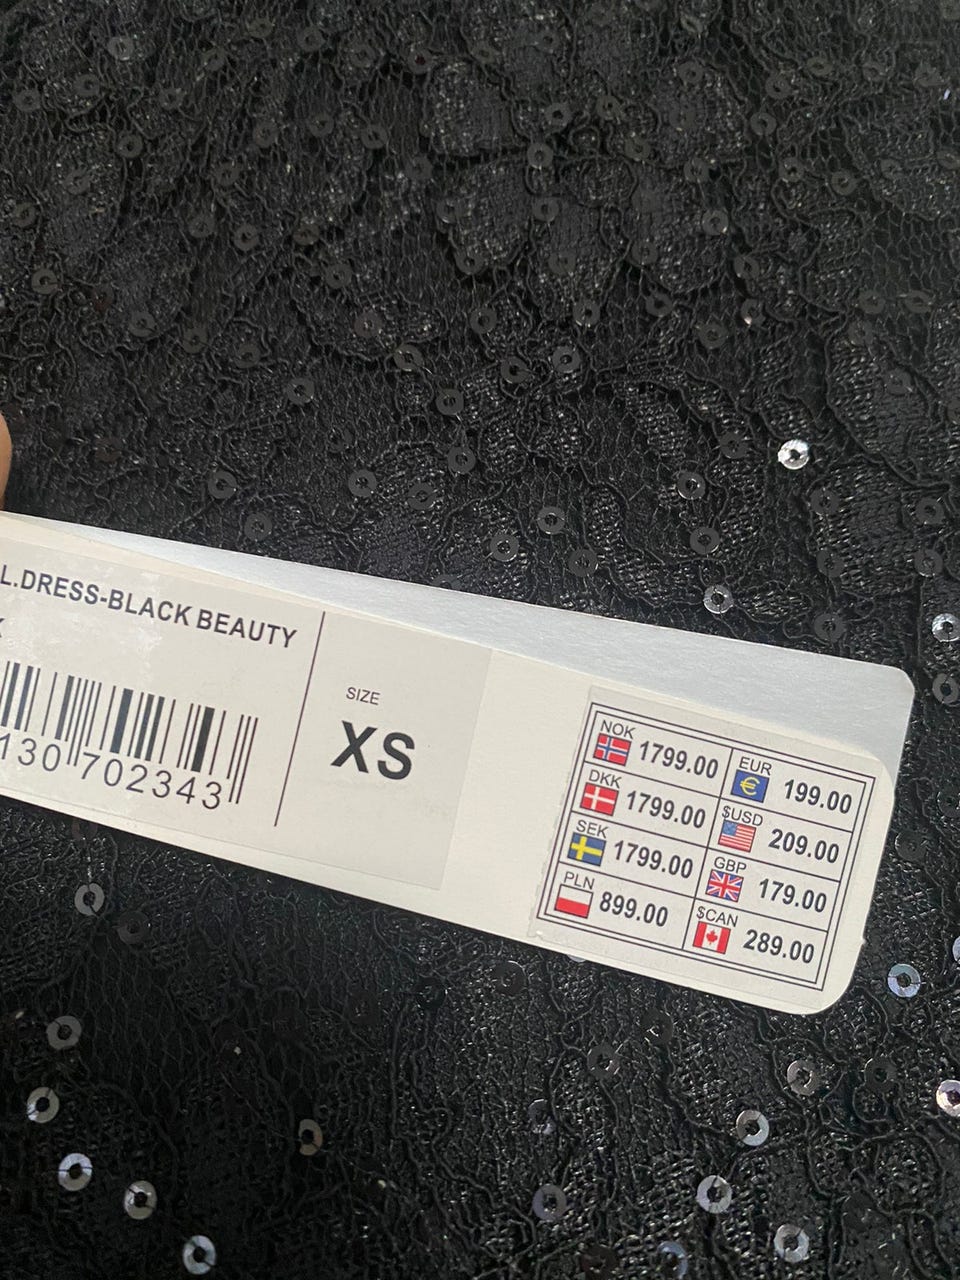 L.DRESS-BLACK BEAUTY
K
130 702343
SIZE
XS
NOK 1799.00
EUR 199.00
DKK 1799.00
$USD 209.00
SEK 1799.00
GBP 179.00
PLN 899.00
$CAN 289.00